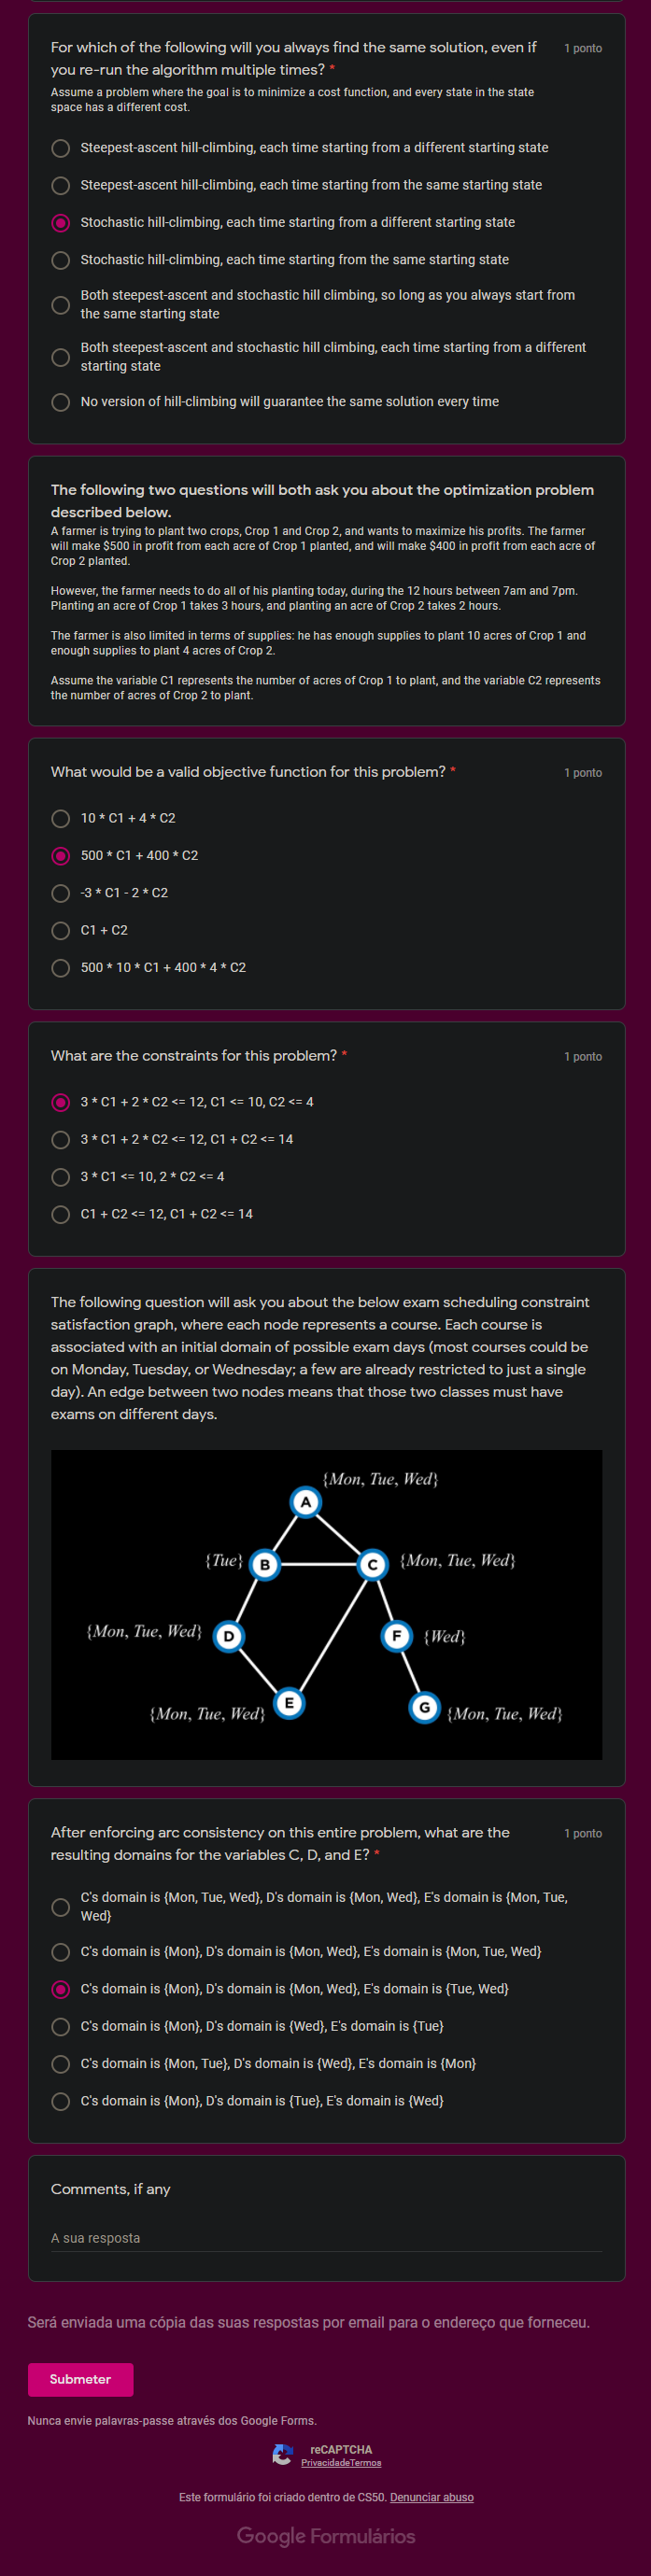 For which of the following will you always find the same solution, even if
you re-run the algorithm multiple times? *
1 ponto
Assume a problem where the goal is to minimize a cost function, and every state in the state
space has a different cost.
Steepest-ascent hill-climbing, each time starting from a different starting state
Steepest-ascent hill-climbing, each time starting from the same starting state
Stochastic hill-climbing, each time starting from a different starting state
Stochastic hill-climbing, each time starting from the same starting state
Both steepest-ascent and stochastic hill climbing, so long as you always start from
the same starting state
Both steepest-ascent and stochastic hill climbing, each time starting from a different
starting state
No version of hill-climbing will guarantee the same solution every time
The following two questions will both ask you about the optimization problem
described below.
A farmer is trying to plant two crops, Crop 1 and Crop 2, and wants to maximize his profits. The farmer
will make $500 in profit from each acre of Crop 1 planted, and will make $400 in profit from each acre of
Crop 2 planted.
However, the farmer needs to do all of his planting today, during the 12 hours between 7am and 7pm.
Planting an acre of Crop 1 takes 3 hours, and planting an acre of Crop 2 takes 2 hours.
The farmer is also limited in terms of supplies: he has enough supplies to plant 10 acres of Crop 1 and
enough supplies to plant 4 acres of Crop 2.
Assume the variable C1 represents the number of acres of Crop 1 to plant, and the variable C2 represents
the number of acres of Crop 2 to plant.
What would be a valid objective function for this problem? *
1 ponto
10 * C1 + 4 * C2
500 * C1 + 400 * C2
-3 * C1 - 2 * C2
C1 + C2
500 * 10 * C1 + 400 * 4 * C2
What are the constraints for this problem? *
1 ponto
3 * C1 + 2 * C2 <= 12, C1 <= 10, C2 <= 4
3 * C1 + 2 * C2 <= 12, C1 + C2 <= 14
3 * C1 <= 10, 2 * C2 <= 4
C1 + C2 <= 12, C1 + C2 <= 14
The following question will ask you about the below exam scheduling constraint
satisfaction graph, where each node represents a course. Each course is
associated with an initial domain of possible exam days (most courses could be
on Monday, Tuesday, or Wednesday; a few are already restricted to just a single
day). An edge between two nodes means that those two classes must have
exams on different days.
{Mon, Tue, Wed}
A
{Tue} B C {Mon, Tue, Wed}
{Mon, Tue, Wed} D F {Wed}
{Mon, Tue, Wed} E G {Mon, Tue, Wed}
After enforcing arc consistency on this entire problem, what are the
resulting domains for the variables C, D, and E? *
1 ponto
C's domain is {Mon, Tue, Wed}, D's domain is {Mon, Wed}, E's domain is {Mon, Tue,
Wed}
C's domain is {Mon}, D's domain is {Mon, Wed}, E's domain is {Mon, Tue, Wed}
C's domain is {Mon}, D's domain is {Mon, Wed}, E's domain is {Tue, Wed}
C's domain is {Mon}, D's domain is {Wed}, E's domain is {Tue}
C's domain is {Mon, Tue}, D's domain is {Wed}, E's domain is {Mon}
C's domain is {Mon}, D's domain is {Tue}, E's domain is {Wed}
Comments, if any
A sua resposta
Será enviada uma cópia das suas respostas por email para o endereço que forneceu.
Submeter
Nunca envie palavras-passe através dos Google Forms.
reCAPTCHA
PrivacidadeTermos
Este formulário foi criado dentro de CS50. Denunciar abuso
Google Formulários